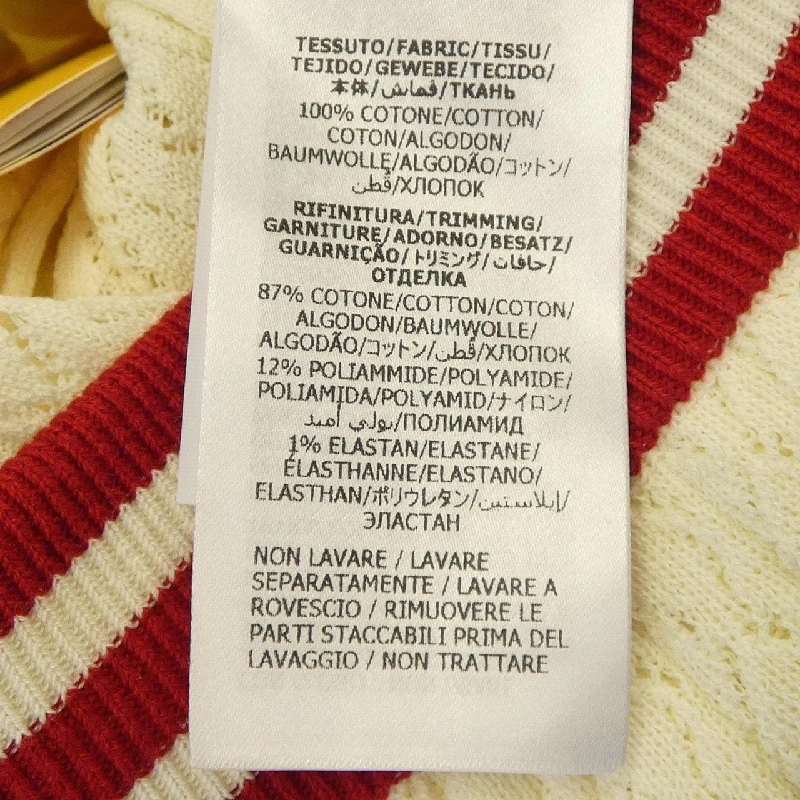 TESSUTO/FABRIC/TISSU/
TEJIDO/GEWEBE/TECIDO/
本体/قماش/ТКАНЬ
100% COTONE/COTTON/
COTON/ALGODON/
BAUMWOLLE/ALGODÃO/コットン/
قطن/ХЛОПОК
RIFINITURA/TRIMMING/
GARNITURE/ADORNO/BESATZ/
GUARNIÇÃO/トリミング/حافات/
ОТДЕЛКА
87% COTONE/COTTON/COTON/
ALGODON/BAUMWOLLE/
ALGODÃO/コットン/قطن/ХЛОПОК
12% POLIAMMIDE/POLYAMIDE/
POLIAMIDA/POLYAMID/ナイロン/
بولي أميد/ПОЛИАМИД
1% ELASTAN/ELASTANE/
ÉLASTHANNE/ELASTANO/
ELASTHAN/ポリウレタン/إيلاستين/
ЭЛАСТАН
NON LAVARE / LAVARE
SEPARATAMENTE / LAVARE A
ROVESCIO / RIMUOVERE LE
PARTI STACCABILI PRIMA DEL
LAVAGGIO / NON TRATTARE